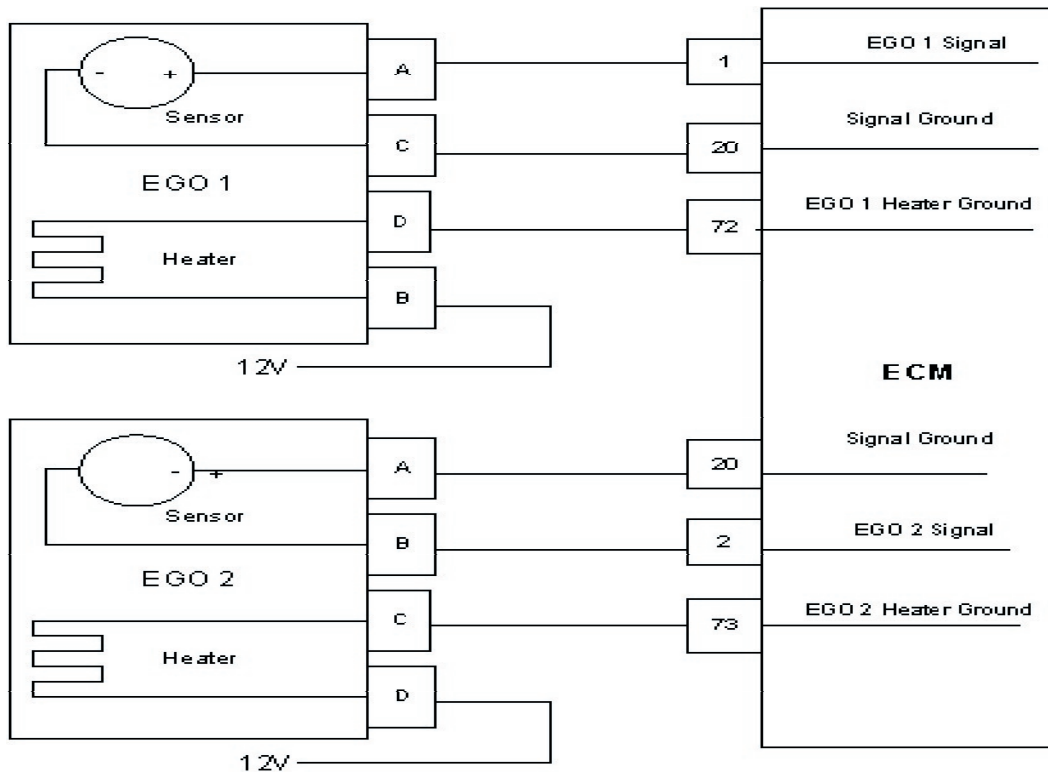 EGO 1 Signal
- +
A
1
Sensor
Signal Ground
C
20
EGO 1
EGO 1 Heater Ground
D
72
Heater
B
12V
ECM
Signal Ground
- +
A
20
Sensor
EGO 2 Signal
B
2
EGO 2
EGO 2 Heater Ground
C
73
Heater
D
12V